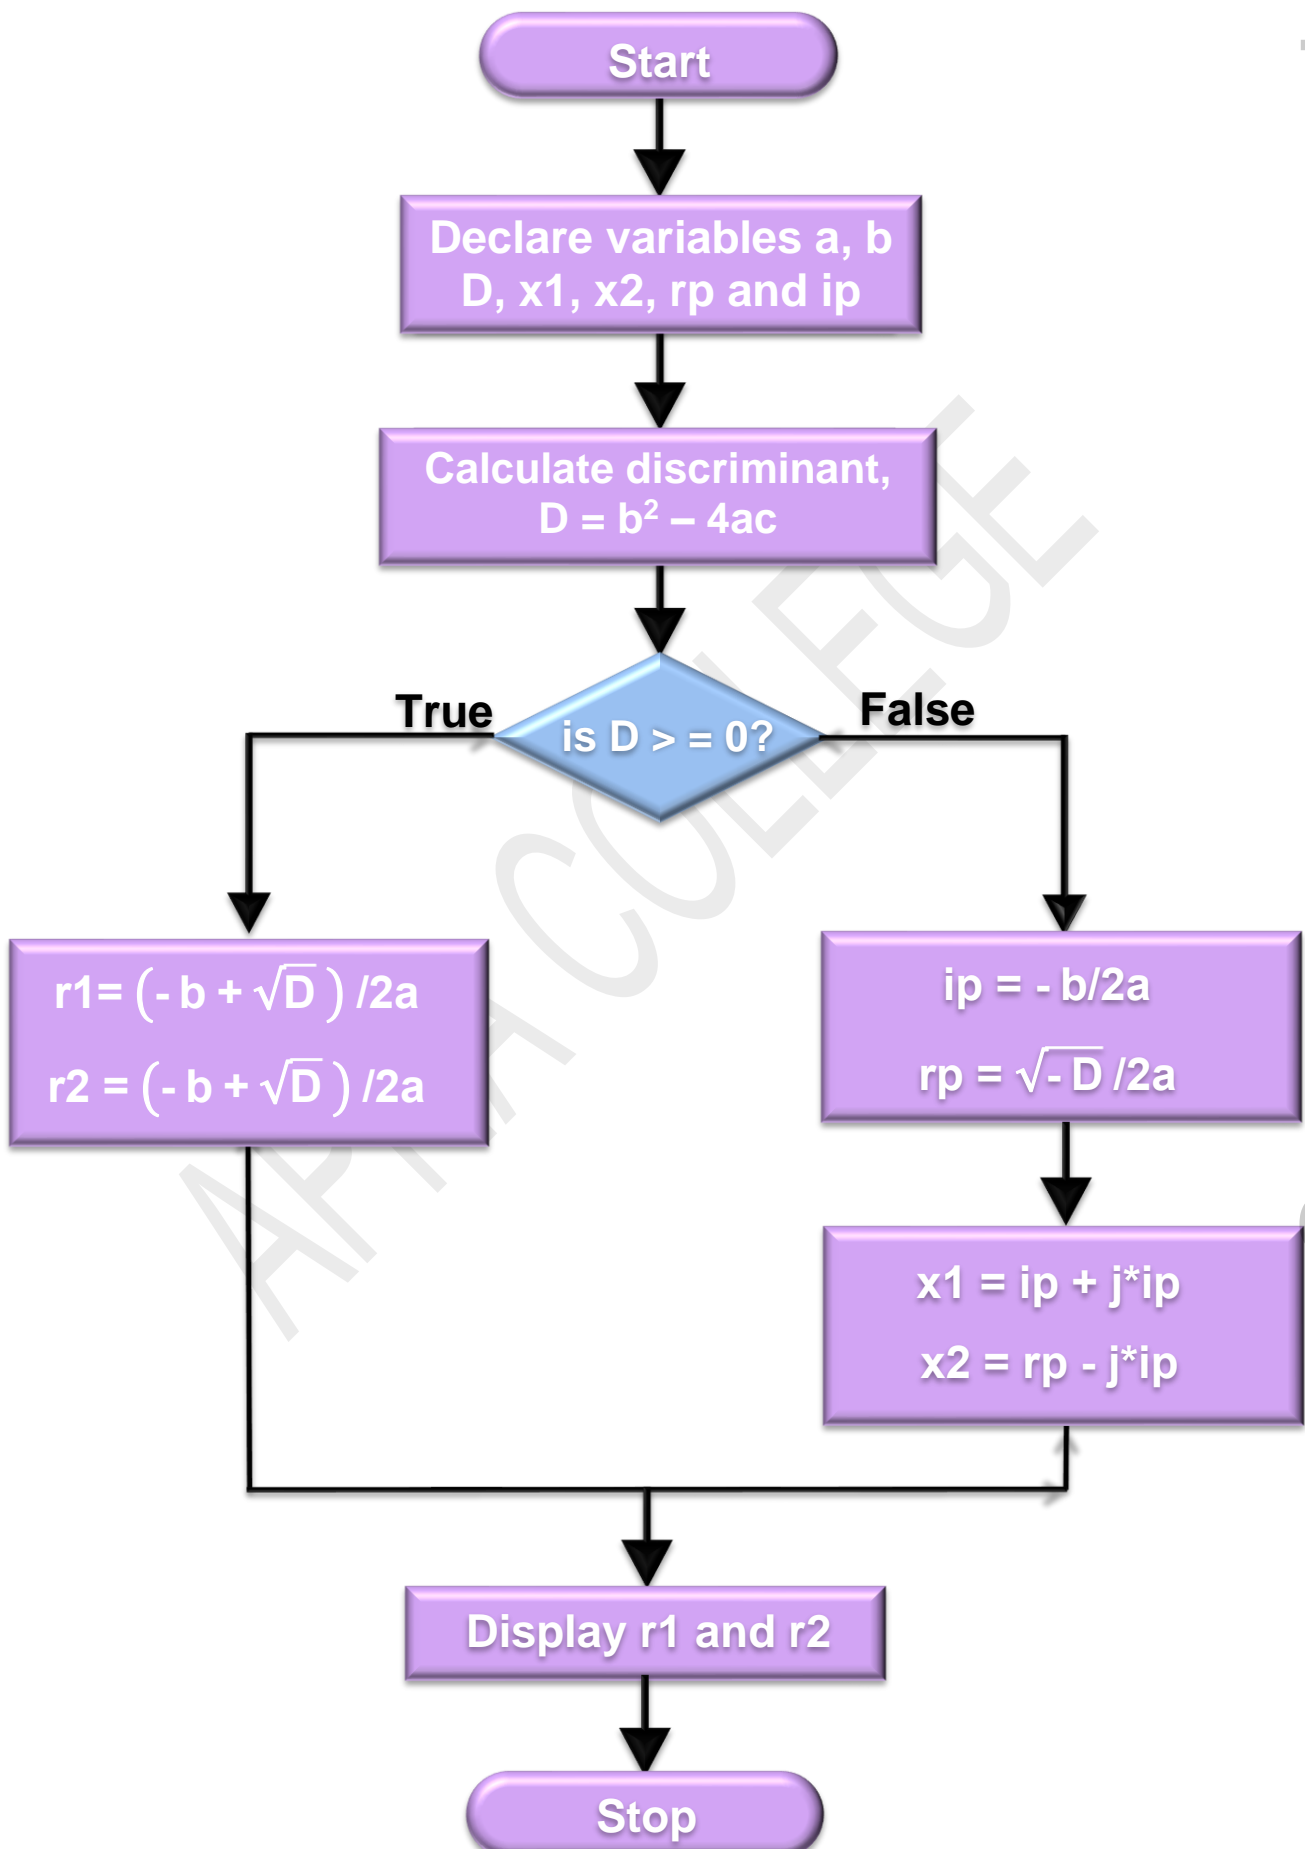 Start
Declare variables a, b
D, x1, x2, rp and ip
Calculate discriminant,
D = b² – 4ac
True
is D > = 0?
False
r1= (- b + √D ) /2a
r2 = (- b + √D ) /2a
ip = - b/2a
rp = √- D /2a
x1 = ip + j*ip
x2 = rp - j*ip
Display r1 and r2
Stop